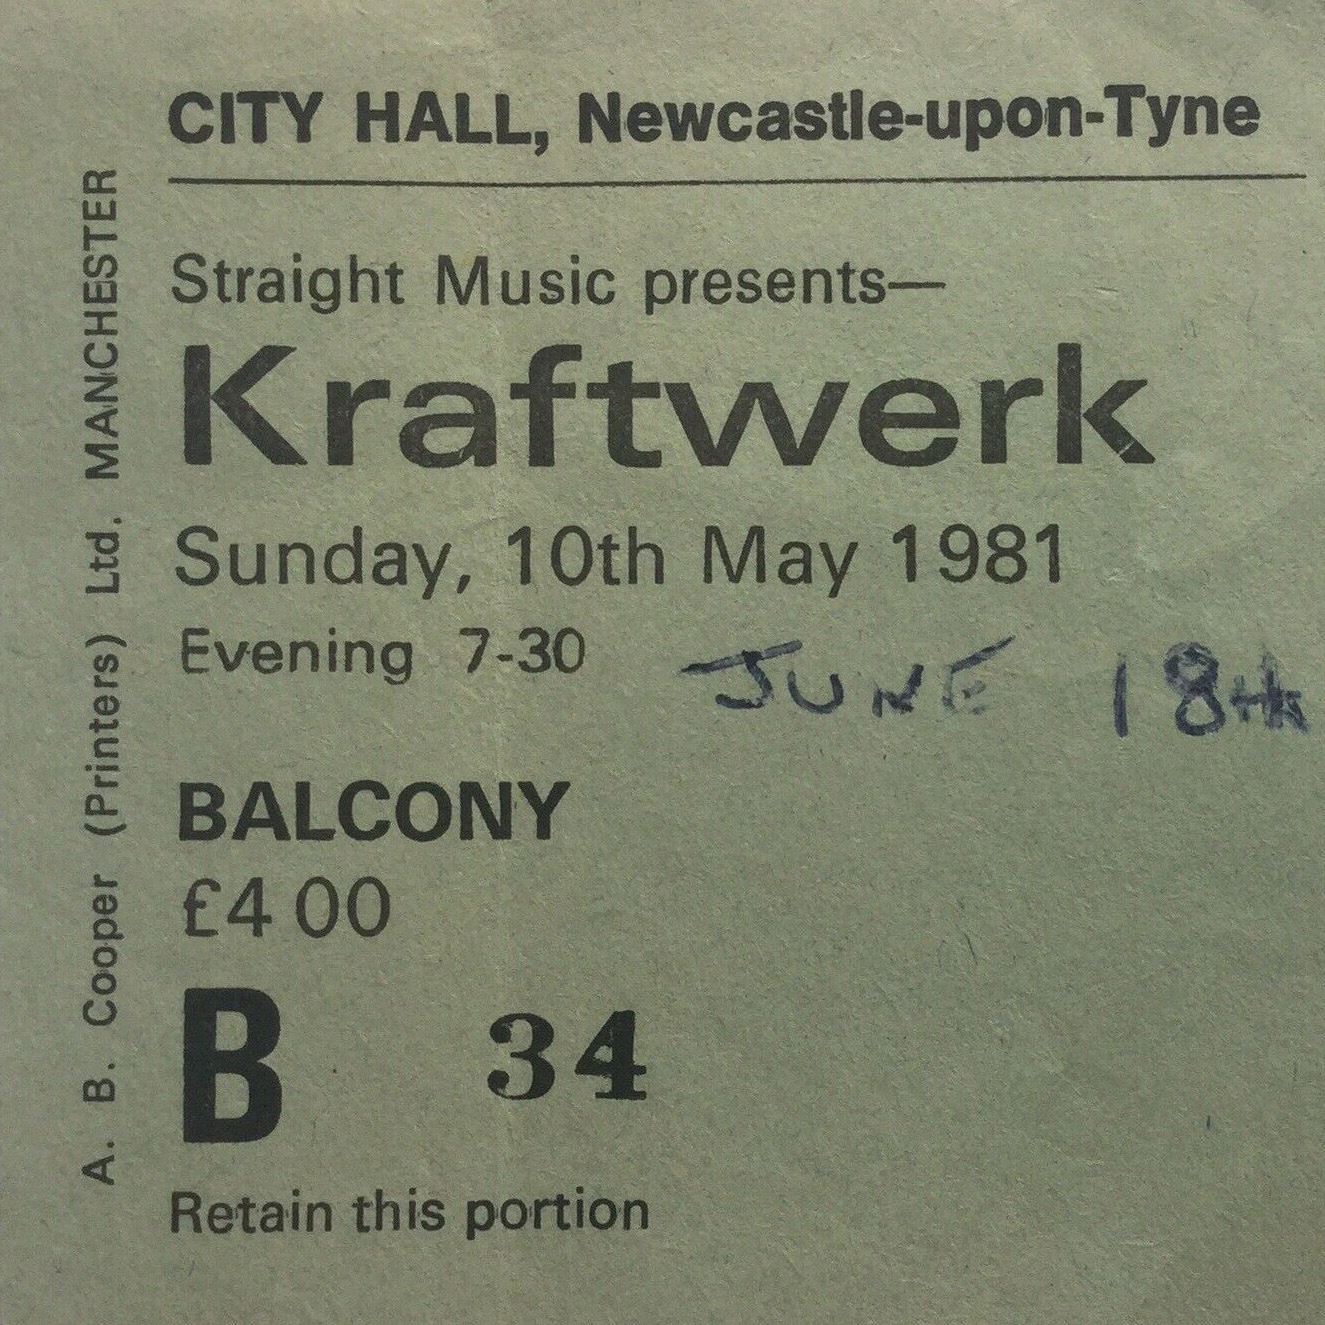 CITY HALL, Newcastle-upon-Tyne
Straight Music presents—
Kraftwerk
Sunday, 10th May 1981
Evening 7-30
JUNE 18th
BALCONY
£4 00
B 34
Retain this portion
A. B. Cooper (Printers) Ltd. MANCHESTER